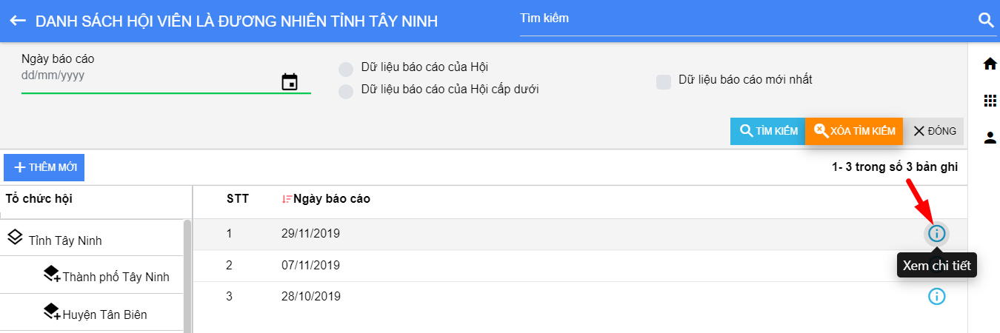 DANH SÁCH HỘI VIÊN LÀ ĐƯƠNG NHIÊN TỈNH TÂY NINH
Tìm kiếm
Ngày báo cáo
dd/mm/yyyy
Dữ liệu báo cáo của Hội
Dữ liệu báo cáo của Hội cấp dưới
Dữ liệu báo cáo mới nhất
TÌM KIẾM
XÓA TÌM KIẾM
ĐÓNG
THÊM MỚI
1- 3 trong số 3 bản ghi
Tổ chức hội
STT
Ngày báo cáo
Tỉnh Tây Ninh
Thành phố Tây Ninh
Huyện Tân Biên
1 29/11/2019
2 07/11/2019
3 28/10/2019
Xem chi tiết